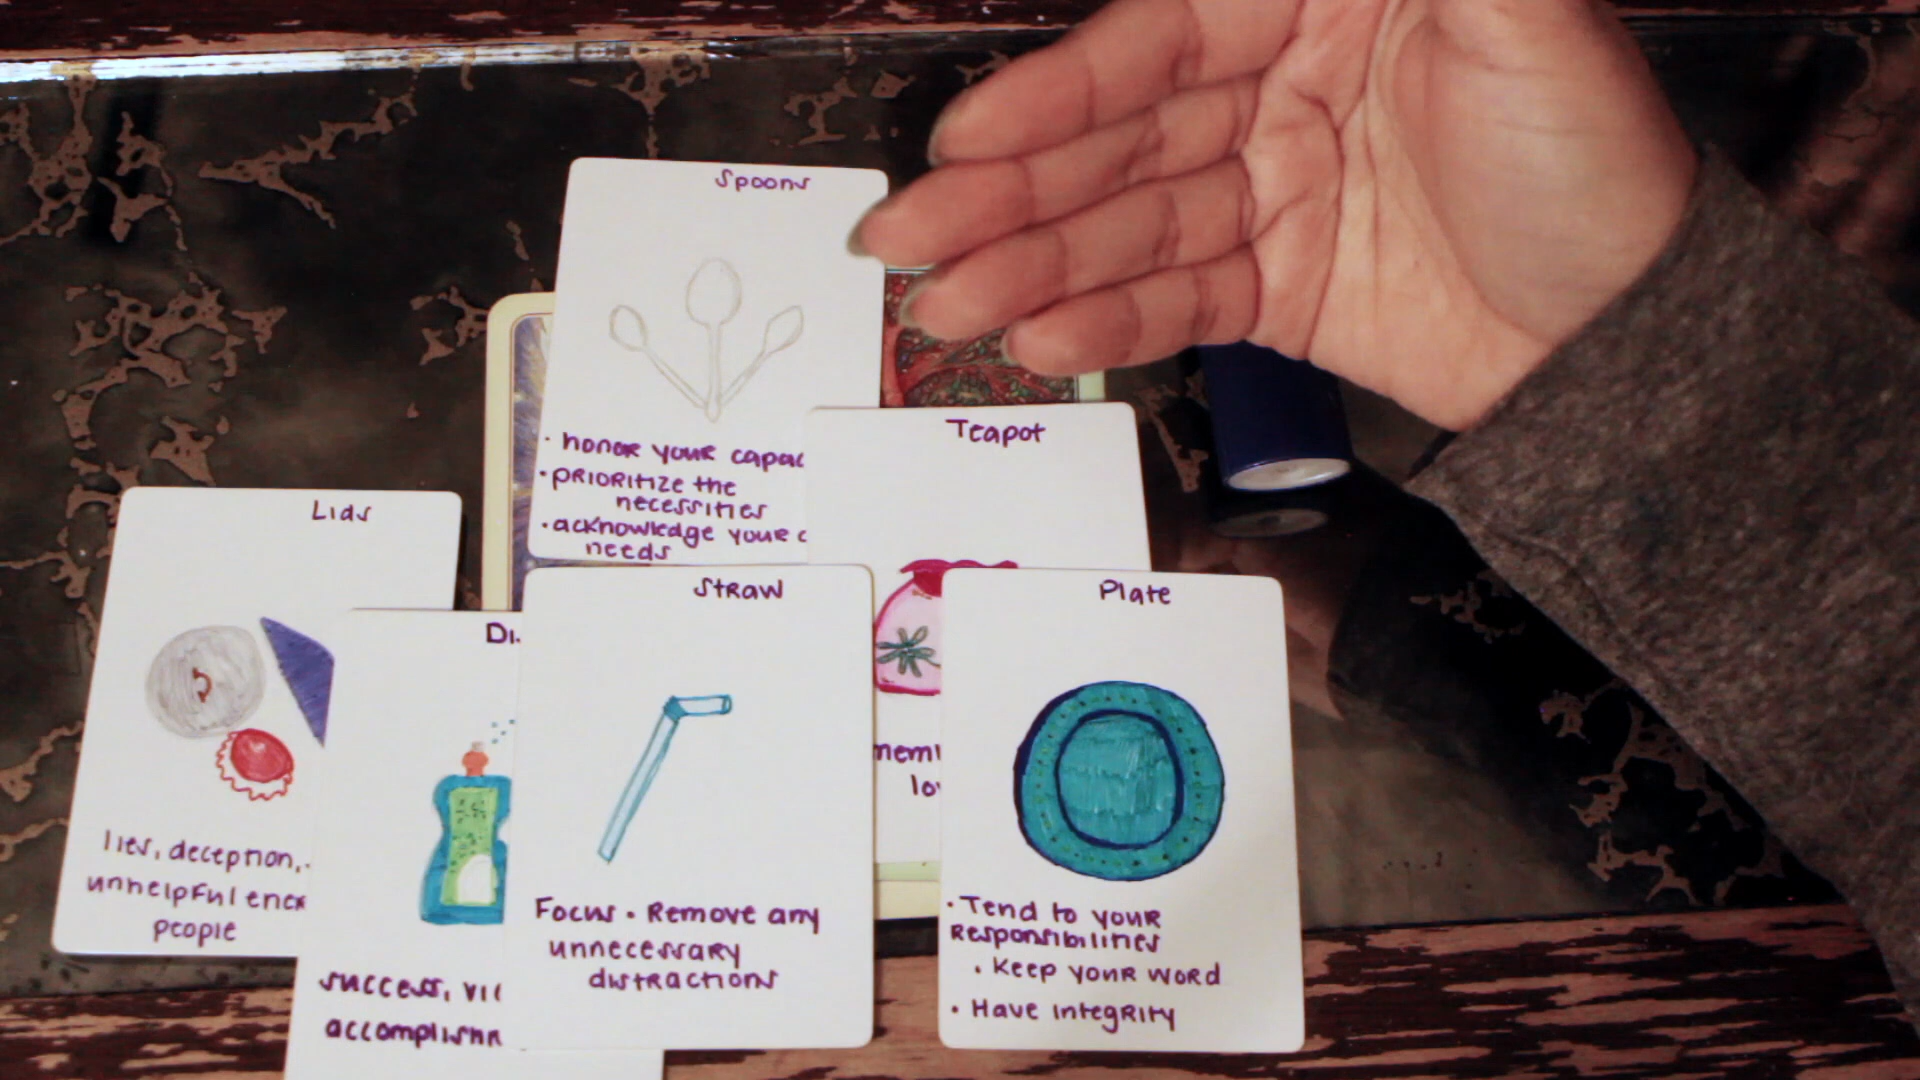 Spoons
• honor your
• prioritize the
necessities
• acknowledge your
needs
Teapot
Lids
lies, deception,
unhelpful
people
success,
Straw
Focus • Remove any
unnecessary
distractions
Plate
• Tend to your
Responsibilities
• Keep your word
• Have integrity